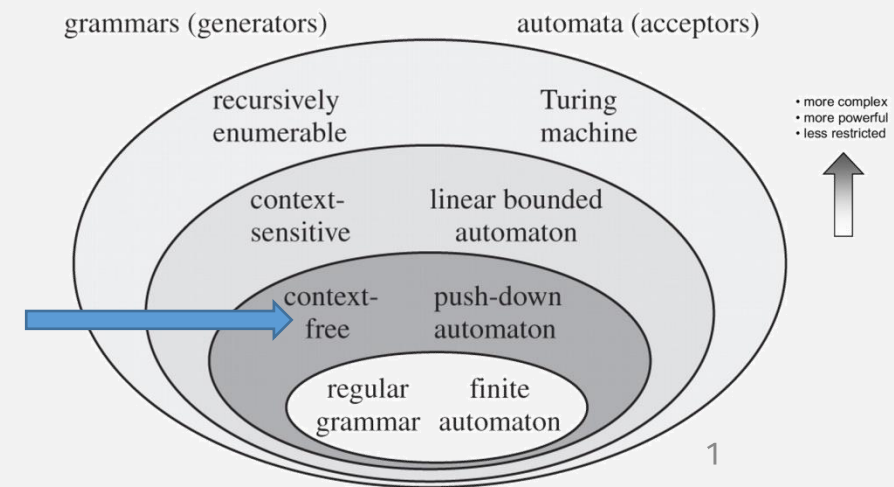 grammars (generators)
automata (acceptors)
recursively
enumerable
Turing
machine
• more complex
• more powerful
• less restricted
context-
sensitive
linear bounded
automaton
context-
free
push-down
automaton
regular
grammar
finite
automaton
1